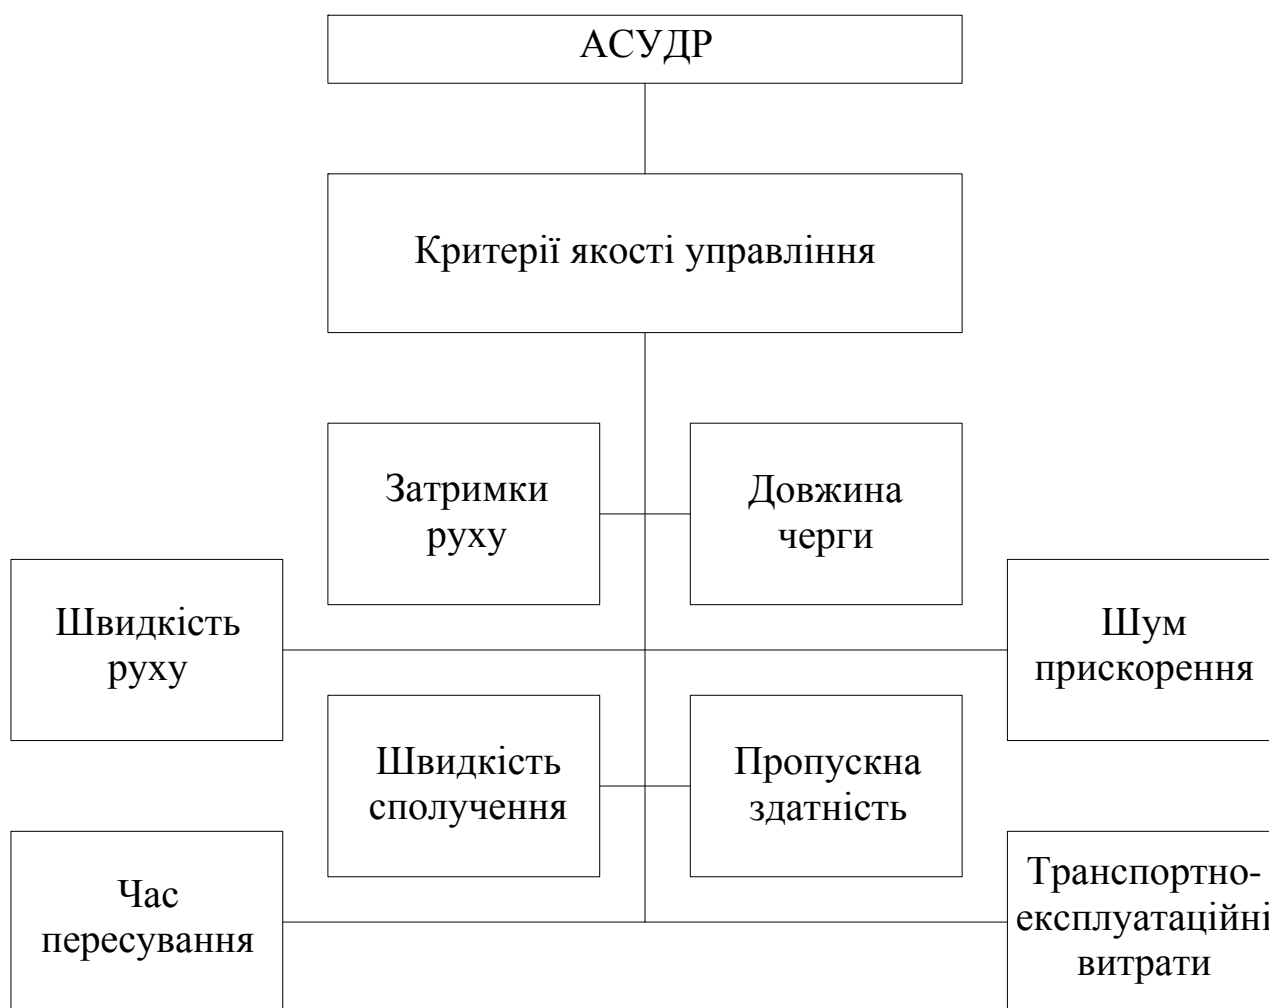 АСУДР
Критерії якості управління
Затримки
руху
Довжина
черги
Швидкість
руху
Шум
прискорення
Швидкість
сполучення
Пропускна
здатність
Час
пересування
Транспортно-
експлуатаційні
витрати